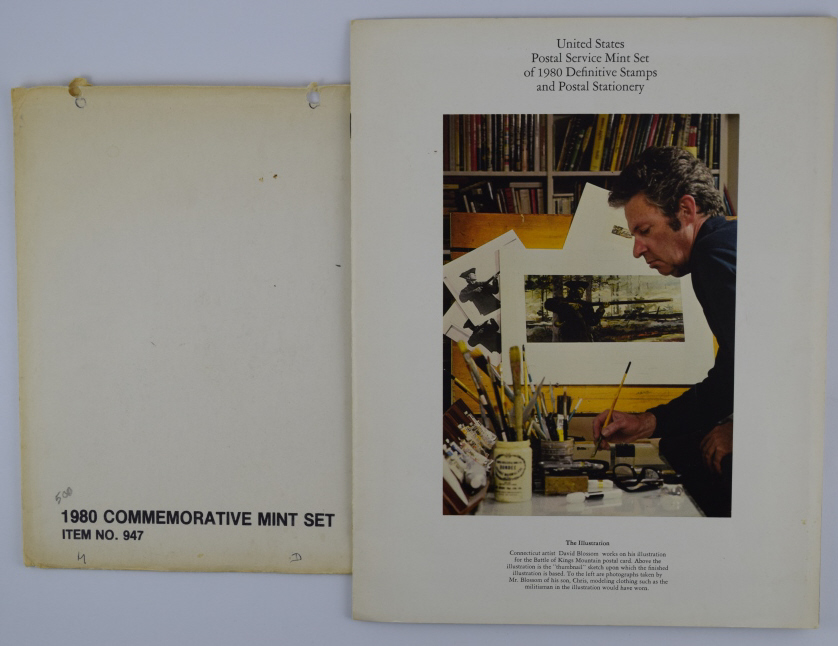 United States
Postal Service Mint Set
of 1980 Definitive Stamps
and Postal Stationery
The Illustration
Connecticut artist David Blossom works on his illustration
for the Battle of Kings Mountain postal card. Above the
illustration is the "thumbnail" sketch upon which the finished
illustration is based. To the left are photographs taken by
Mr. Blossom of his son, Chris, modeling clothing such as the
militiaman in the illustration would have worn.
500
1980 COMMEMORATIVE MINT SET
ITEM NO. 947
D